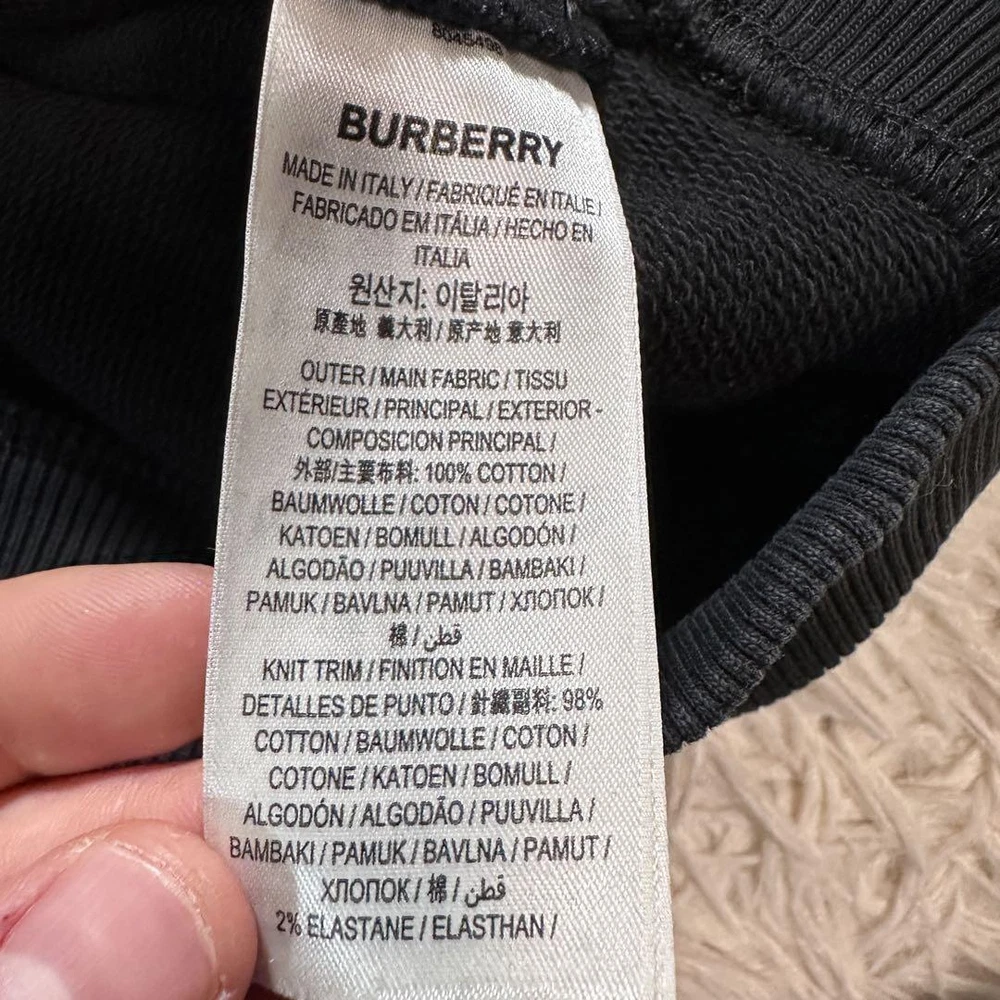 8045498
BURBERRY
MADE IN ITALY / FABRIQUÉ EN ITALIE /
FABRICADO EM ITÁLIA / HECHO EN
ITALIA
원산지: 이탈리아
原產地 義大利 / 原产地 意大利
OUTER / MAIN FABRIC / TISSU
EXTÉRIEUR / PRINCIPAL / EXTERIOR -
COMPOSICION PRINCIPAL /
外部/主要布料: 100% COTTON /
BAUMWOLLE / COTON / COTONE /
KATOEN / BOMULL / ALGODÓN /
ALGODÃO / PUUVILLA / BAMBAKI /
PAMUK / BAVLNA / PAMUT / ХЛОПОК /
棉 / قطن /
KNIT TRIM / FINITION EN MAILLE /
DETALLES DE PUNTO / 針織副料: 98%
COTTON / BAUMWOLLE / COTON /
COTONE / KATOEN / BOMULL /
ALGODÓN / ALGODÃO / PUUVILLA /
BAMBAKI / PAMUK / BAVLNA / PAMUT /
ХЛОПОК / 棉 / قطن
2% ELASTANE / ELASTHAN /